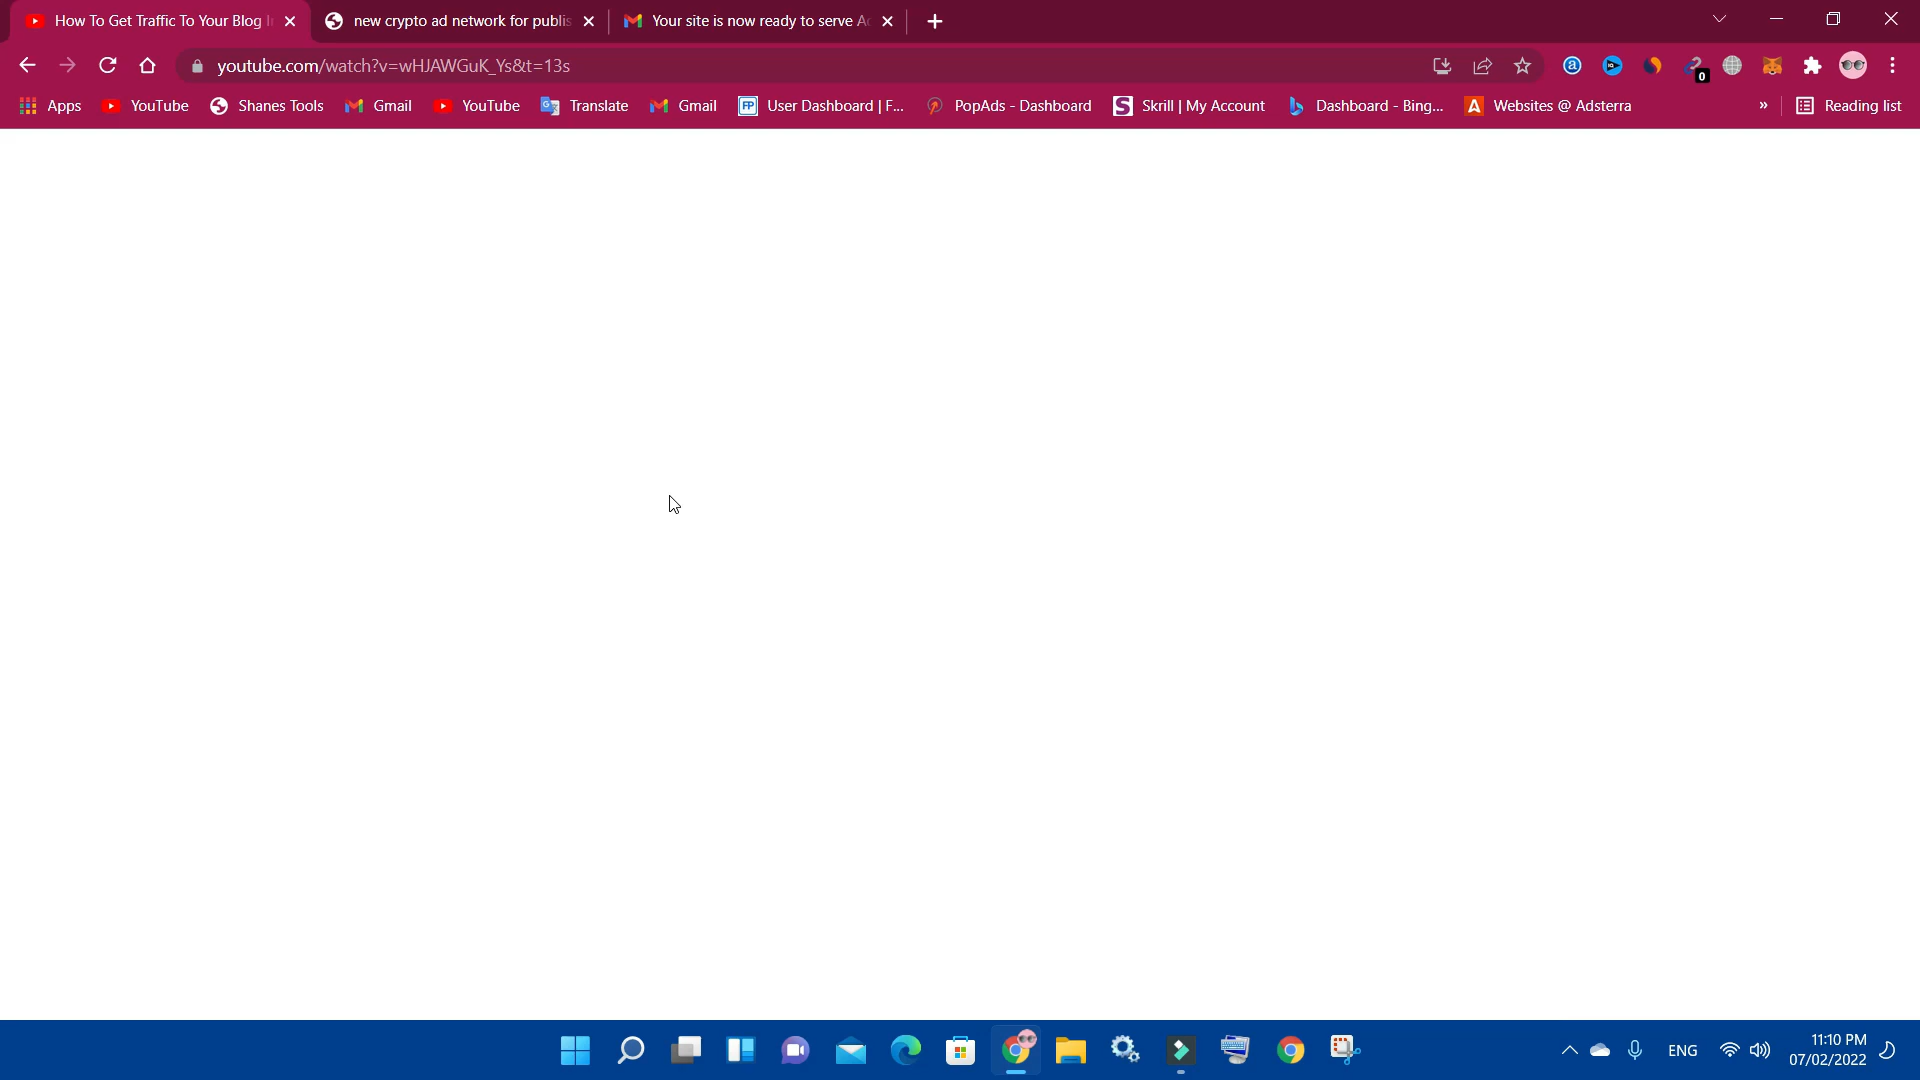 How To Get Traffic To Your Blog
new crypto ad network for publis
Your site is now ready to serve A
youtube.com/watch?v=wHJAWGuK_Ys&t=13s
0
Apps
YouTube
Shanes Tools
Gmail
YouTube
Translate
Gmail
FP
User Dashboard | F...
PopAds - Dashboard
S
Skrill | My Account
Dashboard - Bing...
A
Websites @ Adsterra
»
Reading list
ENG
11:10 PM
07/02/2022